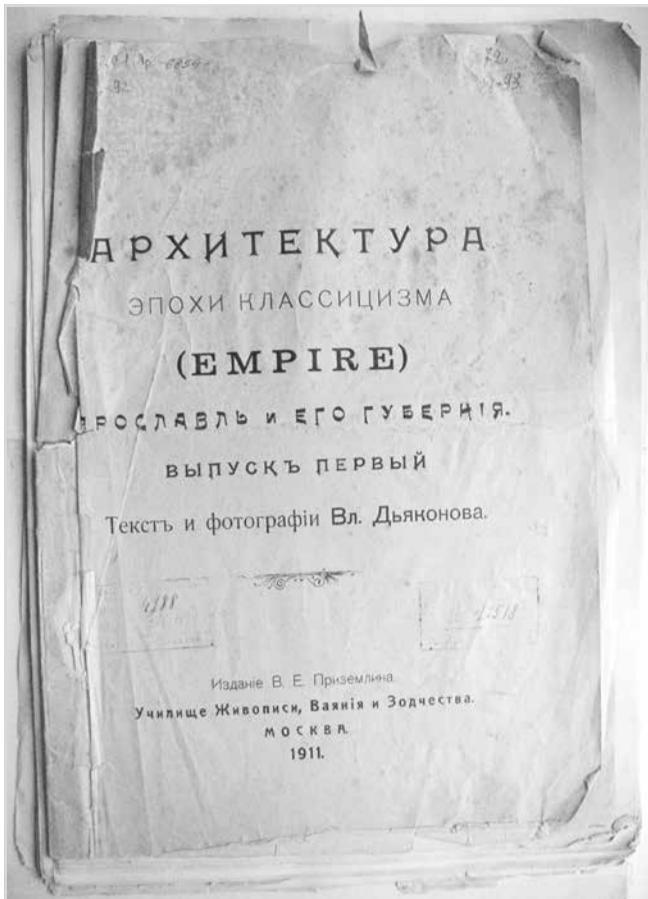 АРХИТЕКТУРА
ЭПОХИ КЛАССИЦИЗМА
(EMPIRE)
ЯРОСЛАВЛЬ И ЕГО ГУБЕРНІЯ.
ВЫПУСКЪ ПЕРВЫЙ
Текстъ и фотографіи Вл. Дьяконова.
4188
Изданіе В. Е. Приземлина.
Училище Живописи, Ваянія и Зодчества.
МОСКВА.
1911.